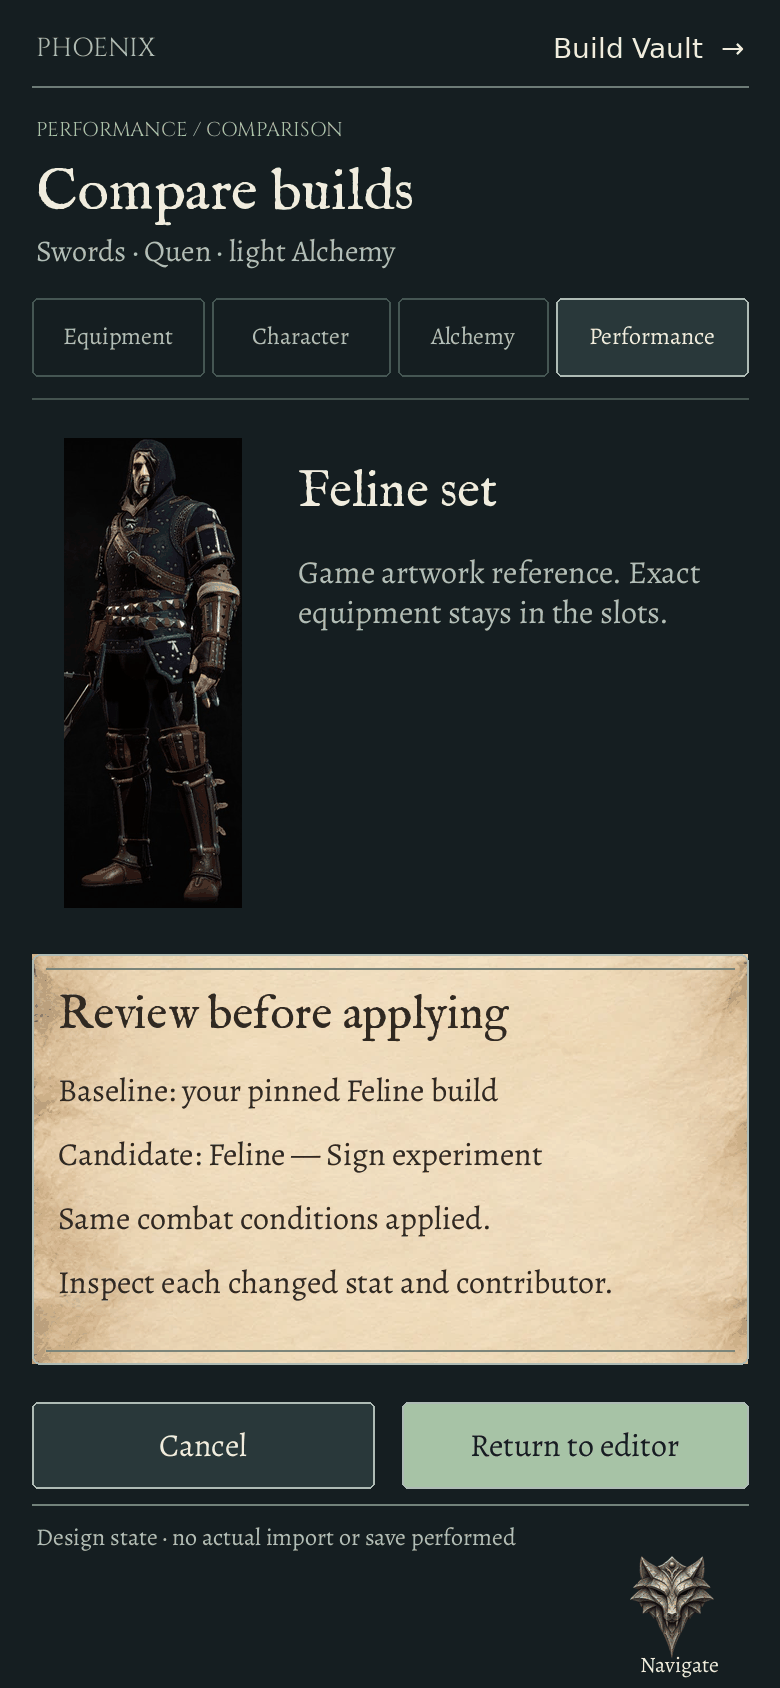 PHOENIX
Build Vault →
PERFORMANCE / COMPARISON
Compare builds
Swords · Quen · light Alchemy
Equipment
Character
Alchemy
Performance
Feline set
Game artwork reference. Exact
equipment stays in the slots.
Review before applying
Baseline: your pinned Feline build
Candidate: Feline — Sign experiment
Same combat conditions applied.
Inspect each changed stat and contributor.
Cancel
Return to editor
Design state · no actual import or save performed
Navigate